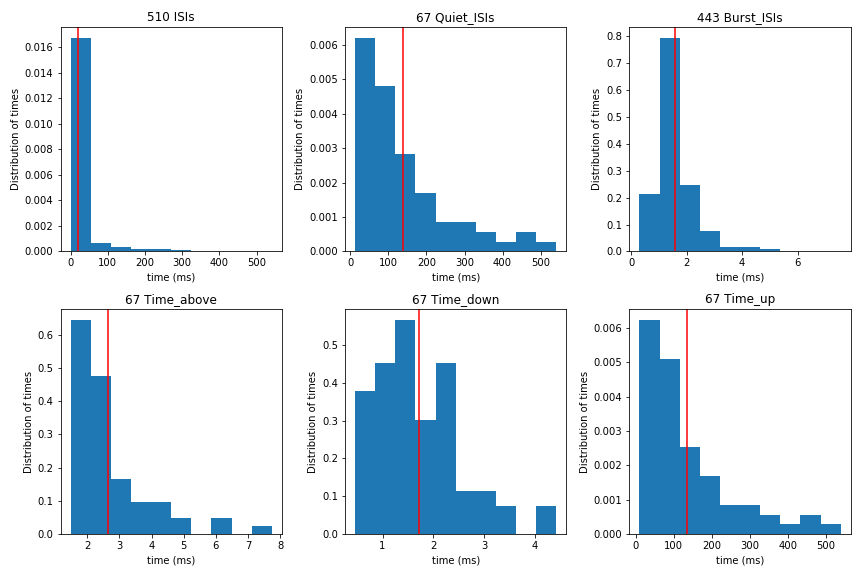 510 ISIs
67 Quiet_ISIs
443 Burst_ISIs
Distribution of times
0.016
0.014
0.012
0.010
0.008
0.006
0.004
0.002
0.000
0 100 200 300 400 500
time (ms)
Distribution of times
0.006
0.005
0.004
0.003
0.002
0.001
0.000
0 100 200 300 400 500
time (ms)
Distribution of times
0.8
0.7
0.6
0.5
0.4
0.3
0.2
0.1
0.0
0 2 4 6
time (ms)
67 Time_above
67 Time_down
67 Time_up
Distribution of times
0.6
0.5
0.4
0.3
0.2
0.1
0.0
2 3 4 5 6 7 8
time (ms)
Distribution of times
0.5
0.4
0.3
0.2
0.1
0.0
1 2 3 4
time (ms)
Distribution of times
0.006
0.005
0.004
0.003
0.002
0.001
0.000
0 100 200 300 400 500
time (ms)